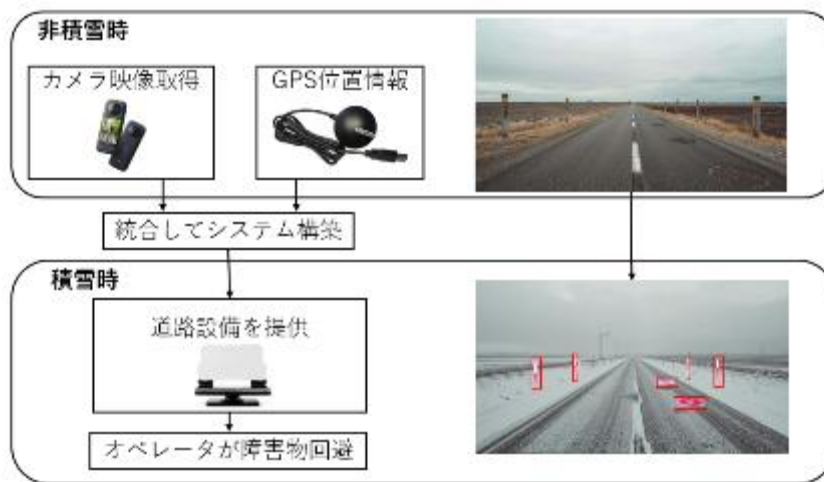 非積雪時
カメラ映像取得
GPS位置情報
統合してシステム構築
積雪時
道路設備を提供
オペレータが障害物回避